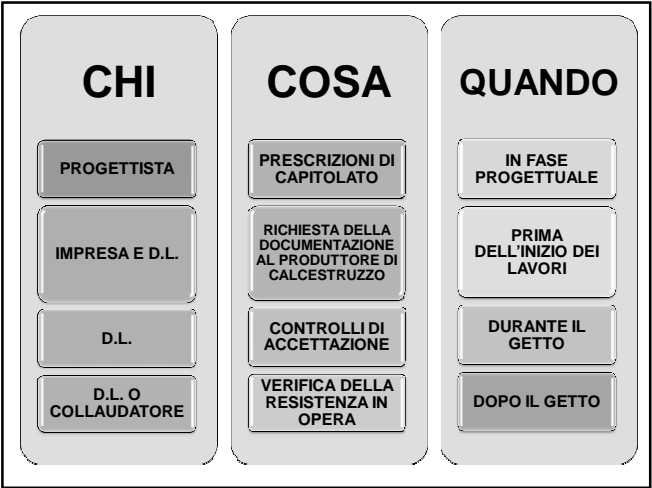 CHI
PROGETTISTA
IMPRESA E D.L.
D.L.
D.L. O
COLLAUDATORE
COSA
PRESCRIZIONI DI
CAPITOLATO
RICHIESTA DELLA
DOCUMENTAZIONE
AL PRODUTTORE DI
CALCESTRUZZO
CONTROLLI DI
ACCETTAZIONE
VERIFICA DELLA
RESISTENZA IN
OPERA
QUANDO
IN FASE
PROGETTUALE
PRIMA
DELL'INIZIO DEI
LAVORI
DURANTE IL
GETTO
DOPO IL GETTO